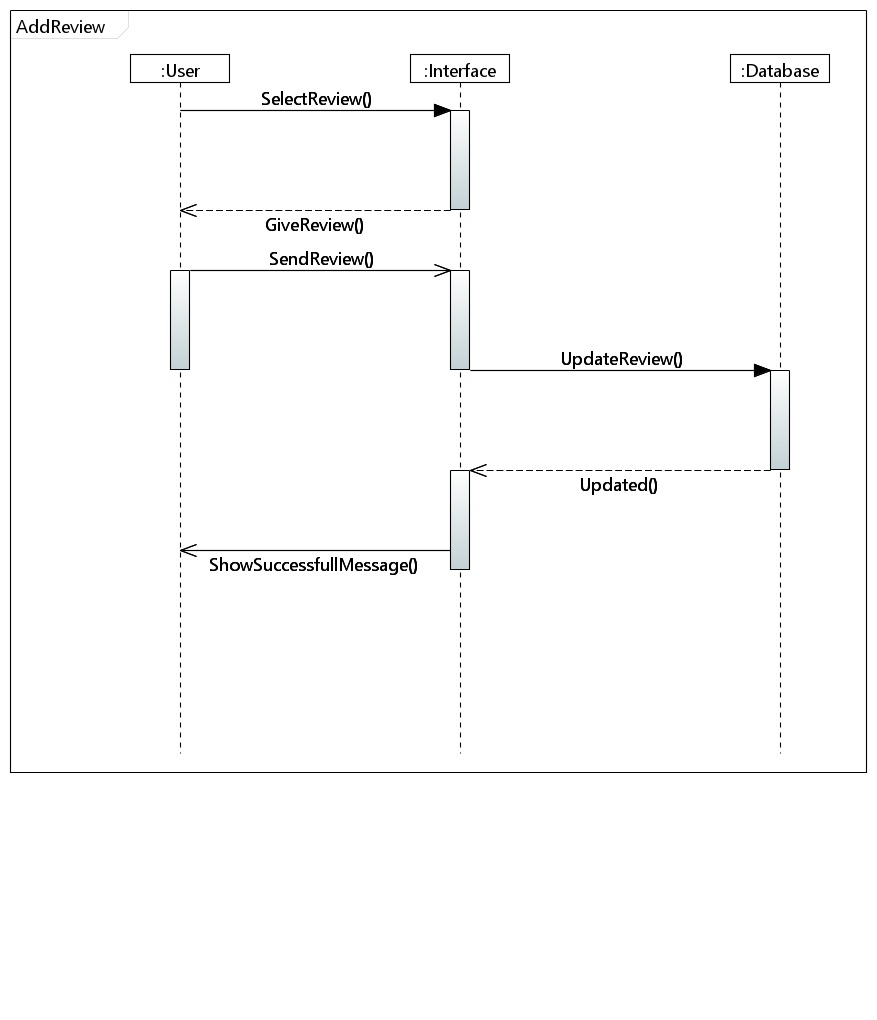 AddReview
:User
:Interface
:Database
SelectReview()
GiveReview()
SendReview()
UpdateReview()
Updated()
ShowSuccessfullMessage()